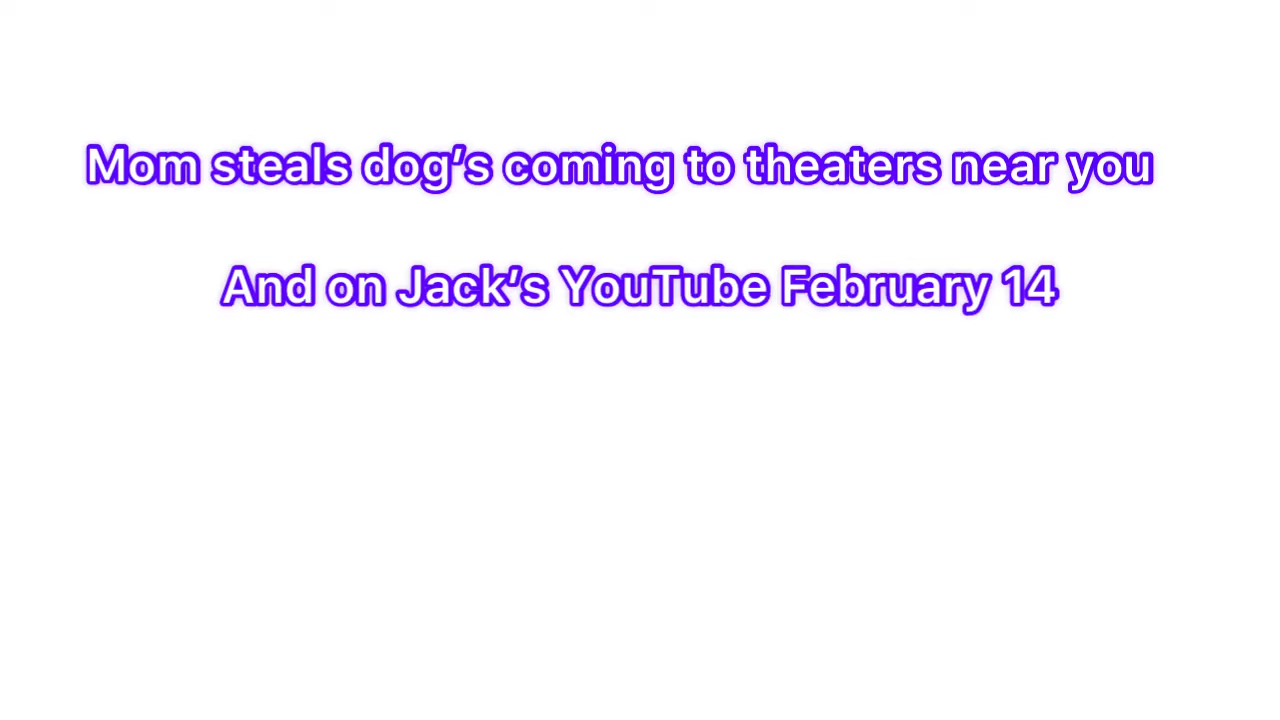 Mom steals dog’s coming to theaters near you
And on Jack’s YouTube February 14